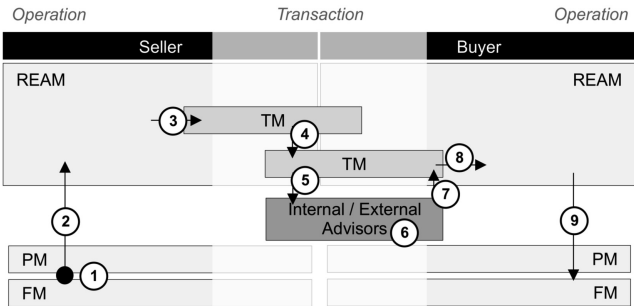 Operation Transaction Operation
Seller Buyer
REAM REAM
3 TM
4 TM 8
5 7
Internal / External
Advisors 6
2 9
PM PM
1
FM FM